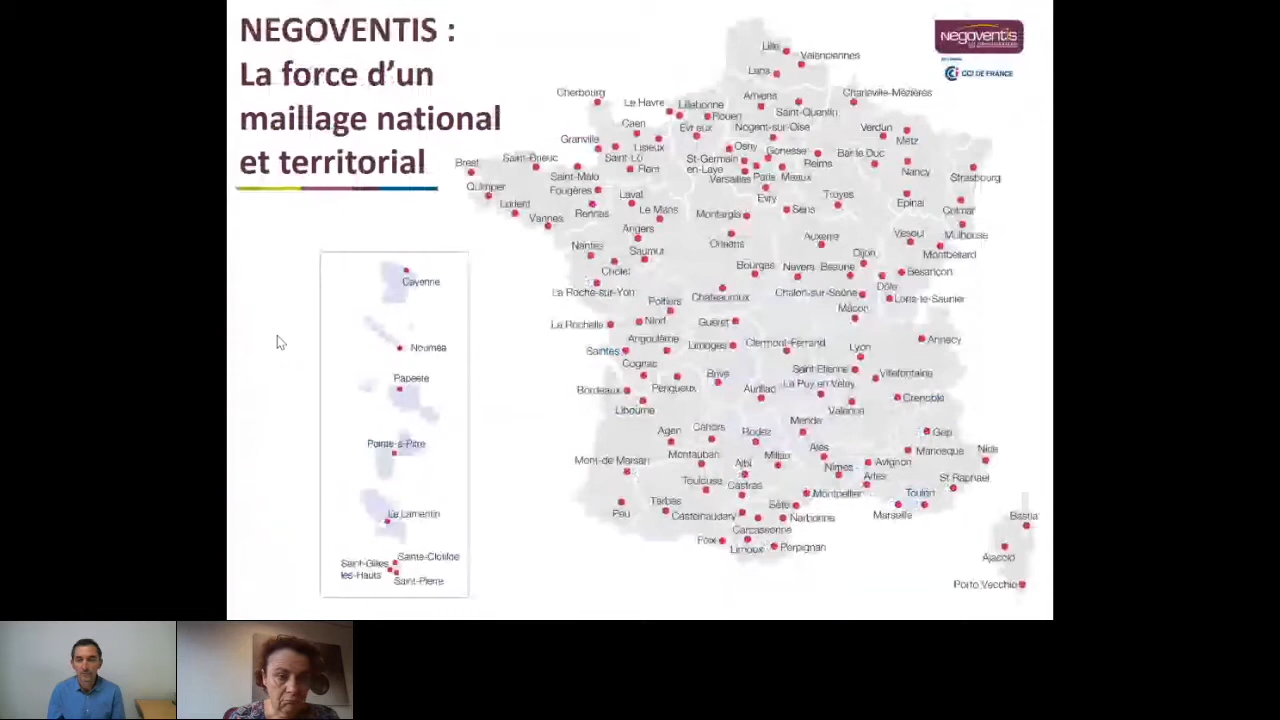 NEGOVENTIS :
La force d’un
maillage national
et territorial
Negoventis
CCI DE FRANCE
Lille
Valenciennes
Lens
Cherbourg
Le Havre
Lillebonne
Amiens
Charleville-Mézières
Saint-Quentin
Rouen
Caen
Evreux
Nogent-sur-Oise
Verdun
Metz
Granville
Lisieux
Osny
Gonesse
Bar le Duc
Brest
Saint-Brieuc
Saint-Lô
St-Germain
en-Laye
Reims
Nancy
Strasbourg
Saint-Malo
Flers
Versailles
Paris
Meaux
Quimper
Fougères
Laval
Evry
Troyes
Epinal
Lorient
Rennes
Le Mans
Montargis
Sens
Colmar
Vannes
Angers
Orléans
Auxerre
Vesoul
Mulhouse
Nantes
Saumur
Dijon
Montbéliard
Cholet
Bourges
Nevers
Beaune
Besançon
La Roche-sur-Yon
Poitiers
Chateauroux
Chalon-sur-Saône
Dôle
Lons-le-Saunier
Mâcon
La Rochelle
Niort
Guéret
Angoulême
Limoges
Clermont-Ferrand
Lyon
Annecy
Saintes
Cognac
Brive
Saint-Etienne
Villefontaine
Bordeaux
Périgueux
Aurillac
Le Puy en Velay
Grenoble
Libourne
Valence
Agen
Cahors
Rodez
Mende
Gap
Mont-de Marsan
Montauban
Albi
Millau
Alès
Nîmes
Avignon
Manosque
Nice
Toulouse
Castres
Arles
St Raphael
Pau
Tarbes
Castelnaudary
Sète
Montpellier
Marseille
Toulon
Carcassonne
Narbonne
Foix
Limoux
Perpignan
Bastia
Ajaccio
Porto Vecchio
Cayenne
Nouméa
Papeete
Pointe-à-Pitre
Le Lamentin
Saint-Gilles
les-Hauts
Sainte-Clotilde
Saint-Pierre